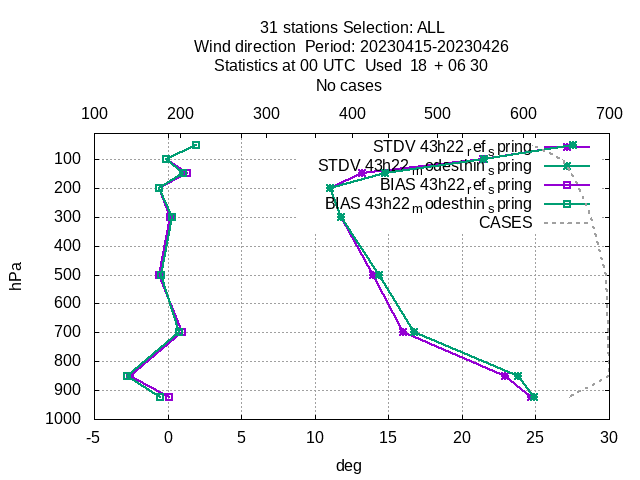 31 stations Selection: ALL
Wind direction  Period: 20230415-20230426
Statistics at 00 UTC  Used  18  + 06 30
No cases
100 200 300 400 500 600 700
STDV 43h22_ref_spring
100
STDV 43h22_modesthin_spring
BIAS 43h22_ref_spring
200
BIAS 43h22_modesthin_spring
300
CASES
400
500
600
700
800
900
1000
hPa
-5 0 5 10 15 20 25 30
deg